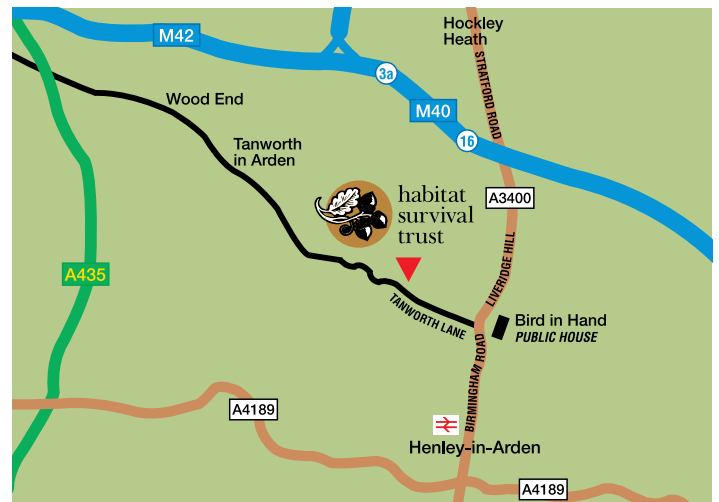 Hockley
Heath
M42
STRATFORD ROAD
3a
Wood End
M40
16
Tanworth
in Arden
habitat
survival
trust
A3400
A435
LIVERIDGE HILL
TANWORTH LANE
Bird in Hand
PUBLIC HOUSE
BIRMINGHAM ROAD
A4189
Henley-in-Arden
A4189